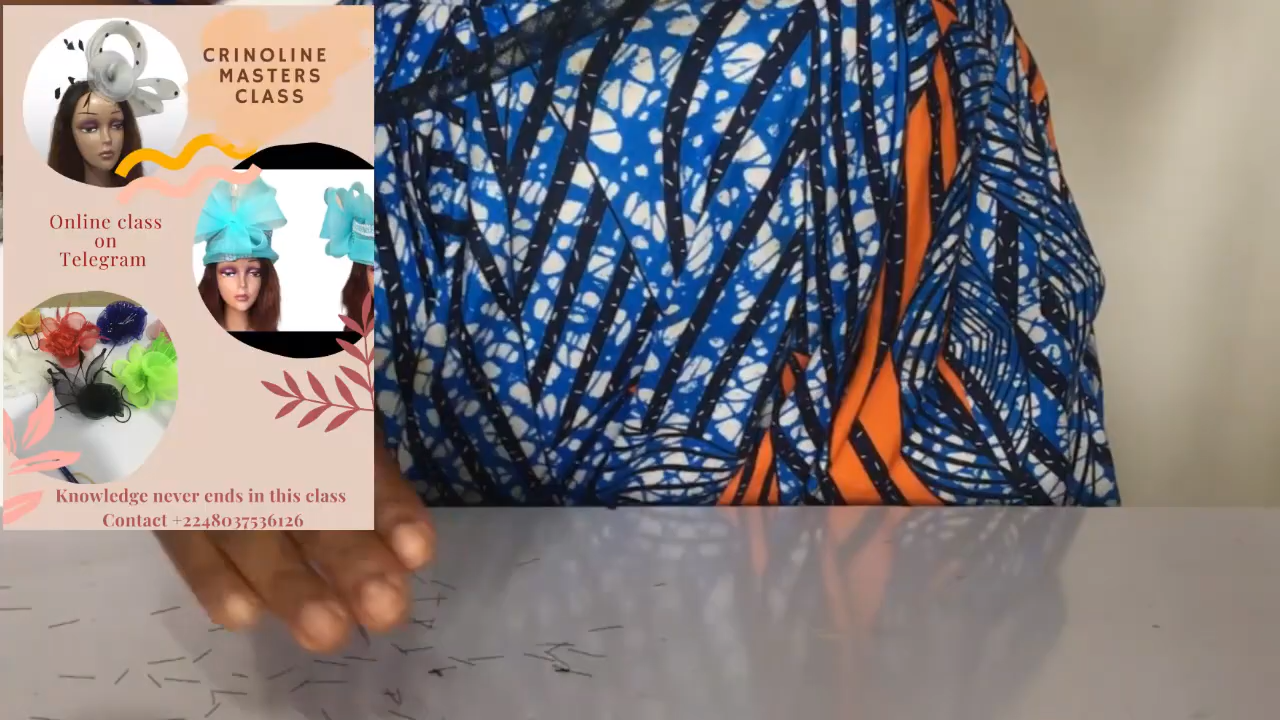 CRINOLINE
MASTERS
CLASS
Online class
on
Telegram
Knowledge never ends in this class
Contact +2248037536126